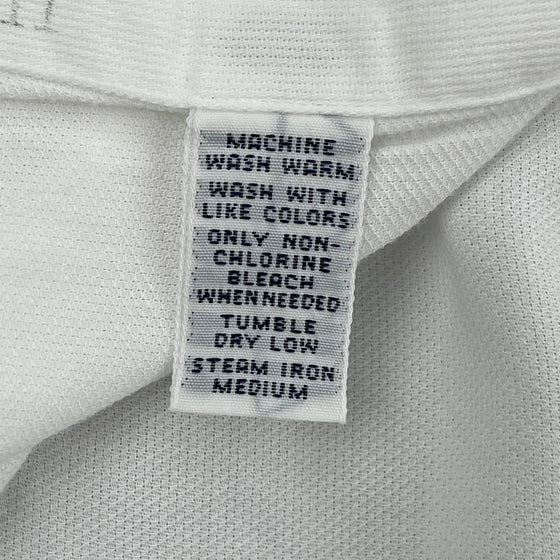 MACHINE
WASH WARM
WASH WITH
LIKE COLORS
ONLY NON-
CHLORINE
BLEACH
WHEN NEEDED
TUMBLE
DRY LOW
STEAM IRON
MEDIUM